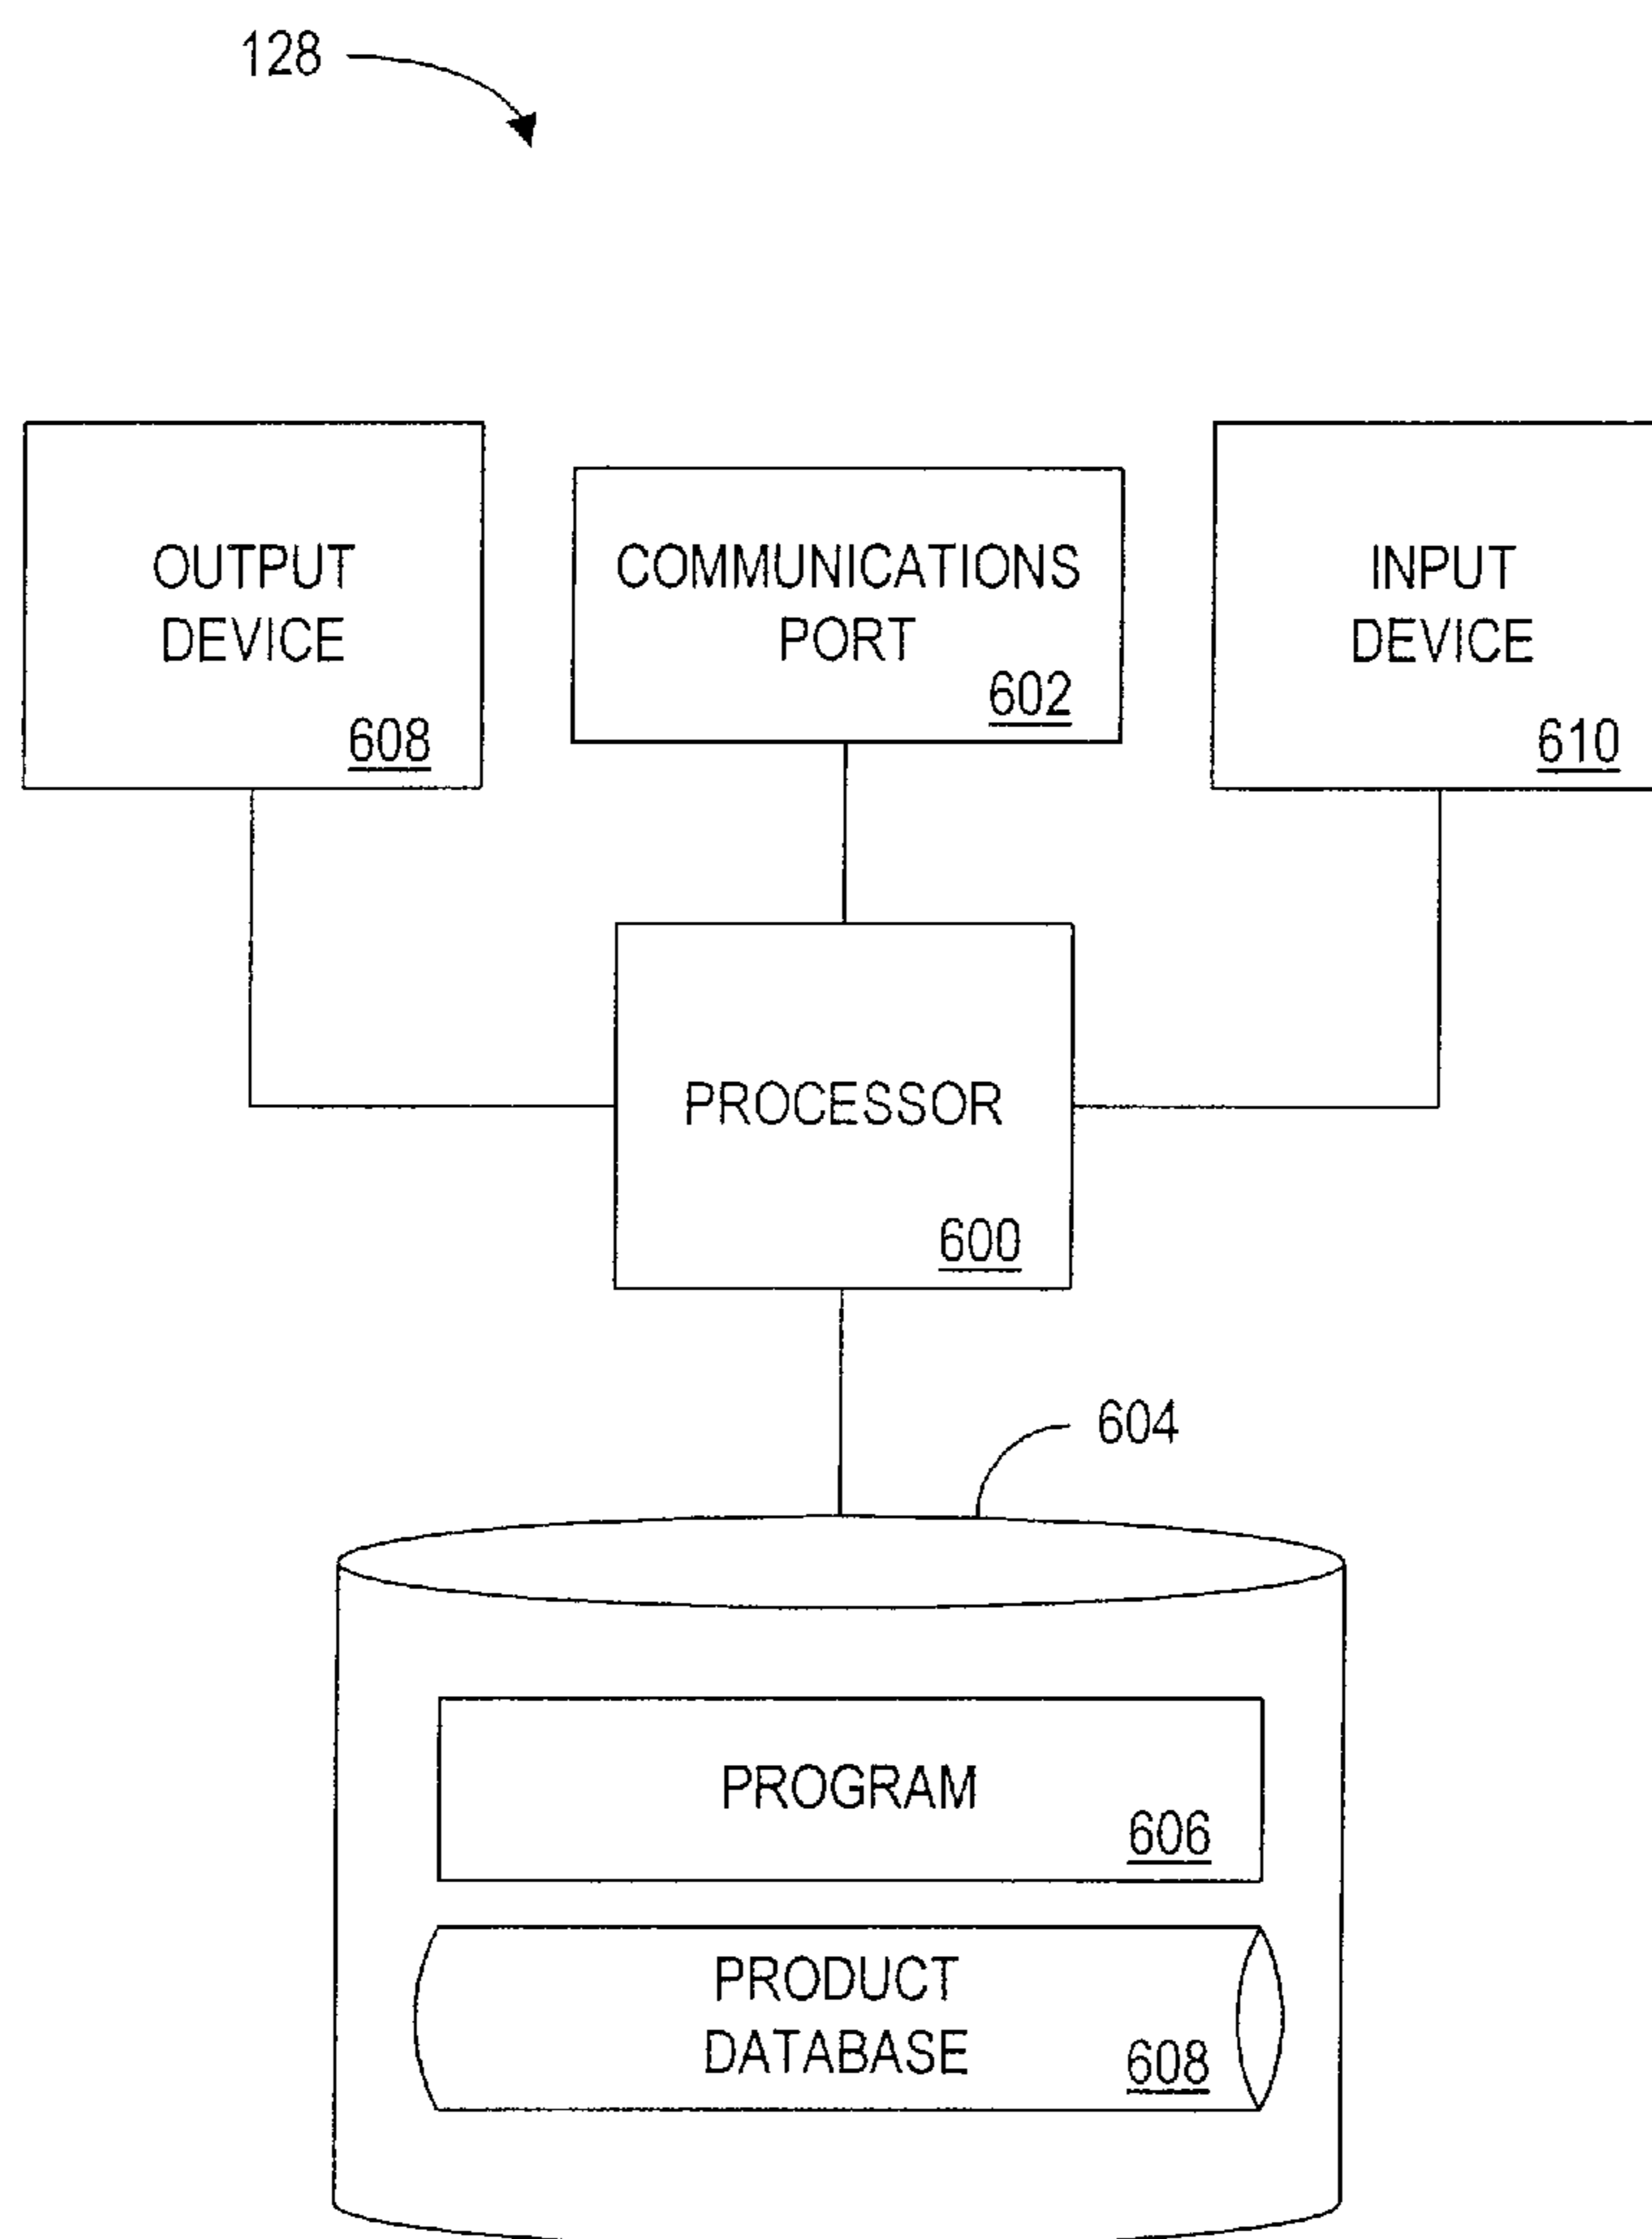 128
OUTPUT
DEVICE
608
COMMUNICATIONS
PORT
602
INPUT
DEVICE
610
PROCESSOR
600
604
PROGRAM
606
PRODUCT
DATABASE
608